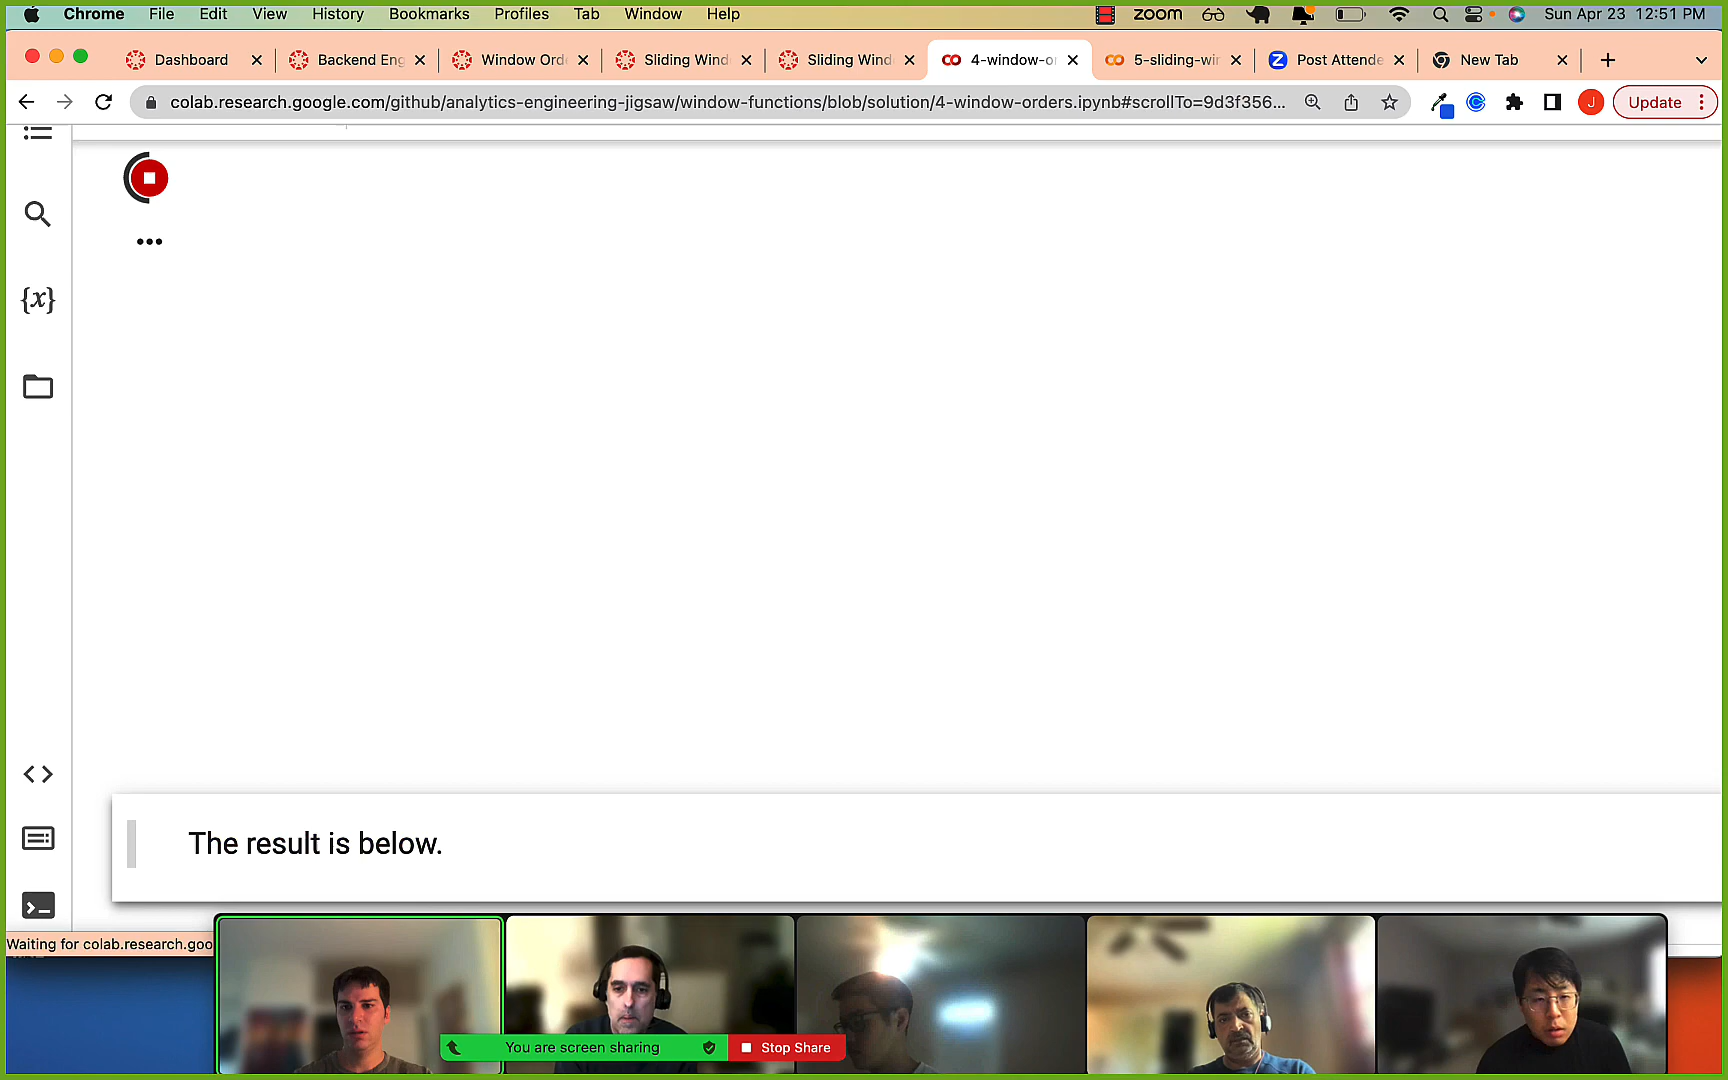 Chrome File Edit View History Bookmarks Profiles Tab Window Help zoom Sun Apr 23 12:51 PM
Dashboard Backend Eng Window Ord Sliding Wind Sliding Wind 4-window-or 5-sliding-wir Post Attende New Tab
colab.research.google.com/github/analytics-engineering-jigsaw/window-functions/blob/solution/4-window-orders.ipynb#scrollTo=9d3f356... J Update
{x}
The result is below.
Waiting for colab.research.goo
You are screen sharing Stop Share